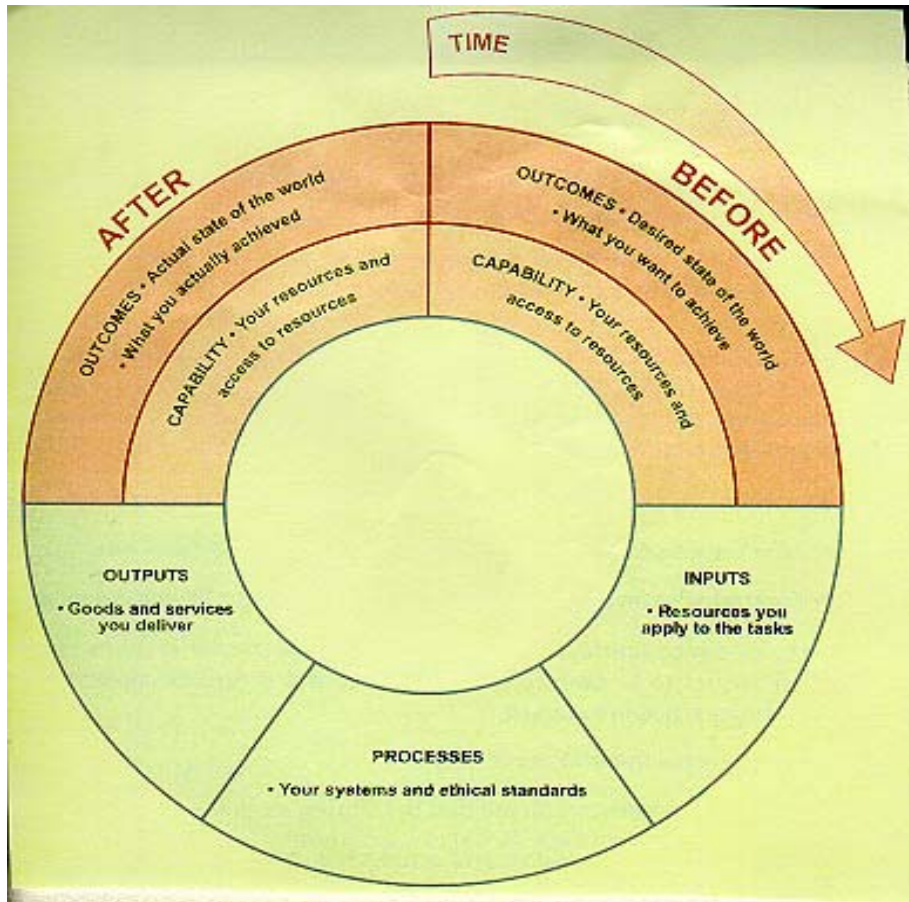 TIME
BEFORE
OUTCOMES • Desired state of the world
• What you want to achieve
CAPABILITY • Your resources and
access to resources
INPUTS
• Resources you
apply to the tasks
PROCESSES
• Your systems and ethical standards
OUTPUTS
• Goods and services
you deliver
AFTER
OUTCOMES • Actual state of the world
• What you actually achieved
CAPABILITY • Your resources and
access to resources